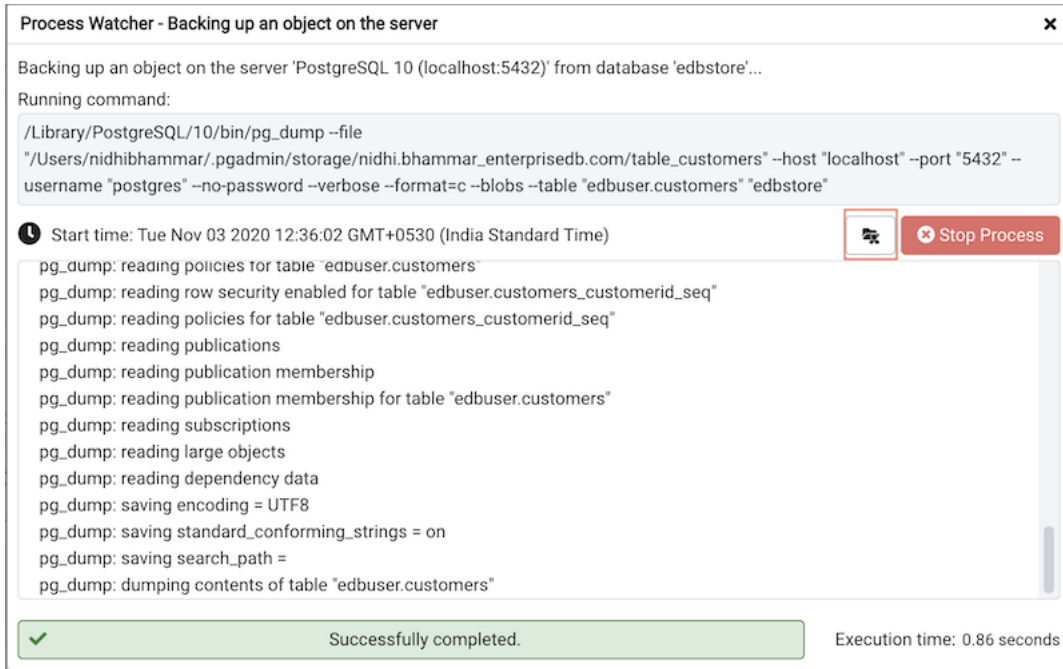 Process Watcher - Backing up an object on the server
Backing up an object on the server 'PostgreSQL 10 (localhost:5432)' from database 'edbstore'...
Running command:
/Library/PostgreSQL/10/bin/pg_dump --file
"/Users/nidhibhammar/.pgadmin/storage/nidhi.bhammar_enterprisedb.com/table_customers" --host "localhost" --port "5432" --
username "postgres" --no-password --verbose --format=c --blobs --table "edbuser.customers" "edbstore"
Start time: Tue Nov 03 2020 12:36:02 GMT+0530 (India Standard Time)
Stop Process
pg_dump: reading policies for table "edbuser.customers"
pg_dump: reading row security enabled for table "edbuser.customers_customerid_seq"
pg_dump: reading policies for table "edbuser.customers_customerid_seq"
pg_dump: reading publications
pg_dump: reading publication membership
pg_dump: reading publication membership for table "edbuser.customers"
pg_dump: reading subscriptions
pg_dump: reading large objects
pg_dump: reading dependency data
pg_dump: saving encoding = UTF8
pg_dump: saving standard_conforming_strings = on
pg_dump: saving search_path =
pg_dump: dumping contents of table "edbuser.customers"
Successfully completed.
Execution time: 0.86 seconds